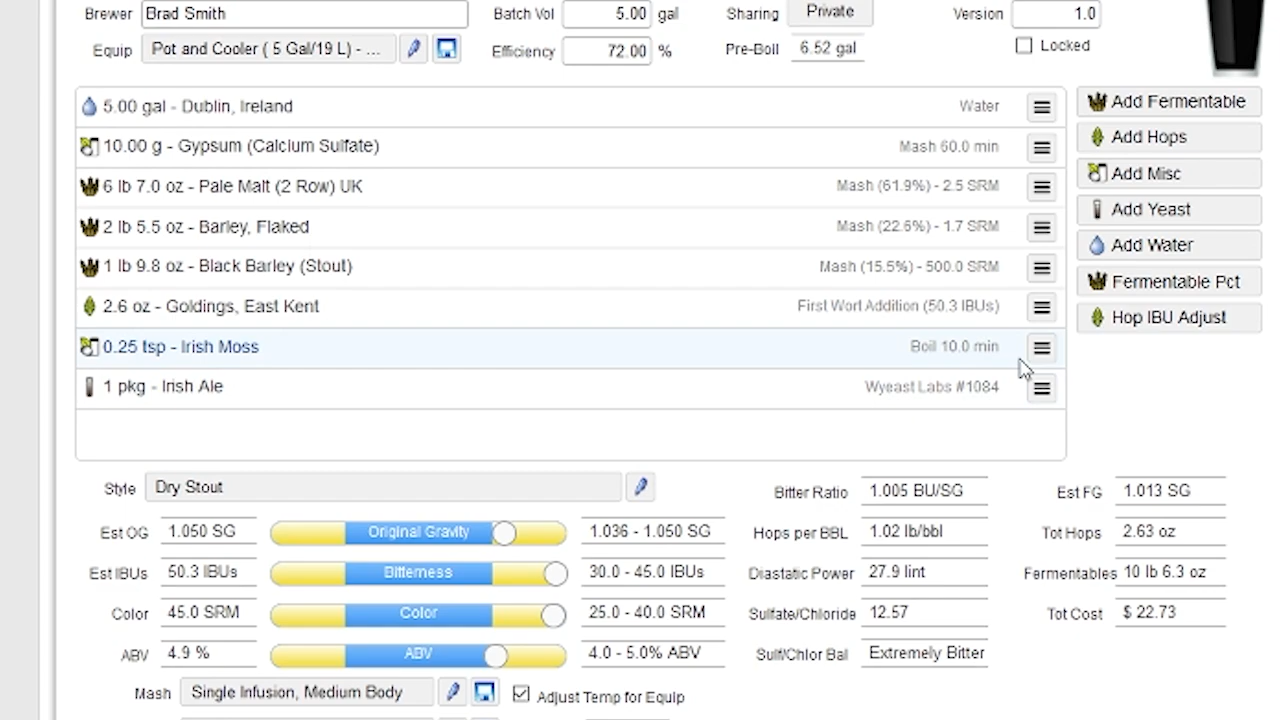 Brewer Brad Smith Batch Vol 5.00 gal Sharing Private Version 1.0
Equip Pot and Cooler ( 5 Gal/19 L) - ... Efficiency 72.00 % Pre-Boil 6.52 gal Locked
5.00 gal - Dublin, Ireland Water
10.00 g - Gypsum (Calcium Sulfate) Mash 60.0 min
6 lb 7.0 oz - Pale Malt (2 Row) UK Mash (61.9%) - 2.5 SRM
2 lb 5.5 oz - Barley, Flaked Mash (22.6%) - 1.7 SRM
1 lb 9.8 oz - Black Barley (Stout) Mash (15.5%) - 500.0 SRM
2.6 oz - Goldings, East Kent First Wort Addition (50.3 IBUs)
0.25 tsp - Irish Moss Boil 10.0 min
1 pkg - Irish Ale Wyeast Labs #1084
Add Fermentable
Add Hops
Add Misc
Add Yeast
Add Water
Fermentable Pct
Hop IBU Adjust
Style Dry Stout Bitter Ratio 1.005 BU/SG Est FG 1.013 SG
Est OG 1.050 SG Original Gravity 1.036 - 1.050 SG Hops per BBL 1.02 lb/bbl Tot Hops 2.63 oz
Est IBUs 50.3 IBUs Bitterness 30.0 - 45.0 IBUs Diastatic Power 27.9 lint Fermentables 10 lb 6.3 oz
Color 45.0 SRM Color 25.0 - 40.0 SRM Sulfate/Chloride 12.57 Tot Cost $ 22.73
ABV 4.9 % ABV 4.0 - 5.0% ABV Sulf/Chlor Bal Extremely Bitter
Mash Single Infusion, Medium Body Adjust Temp for Equip